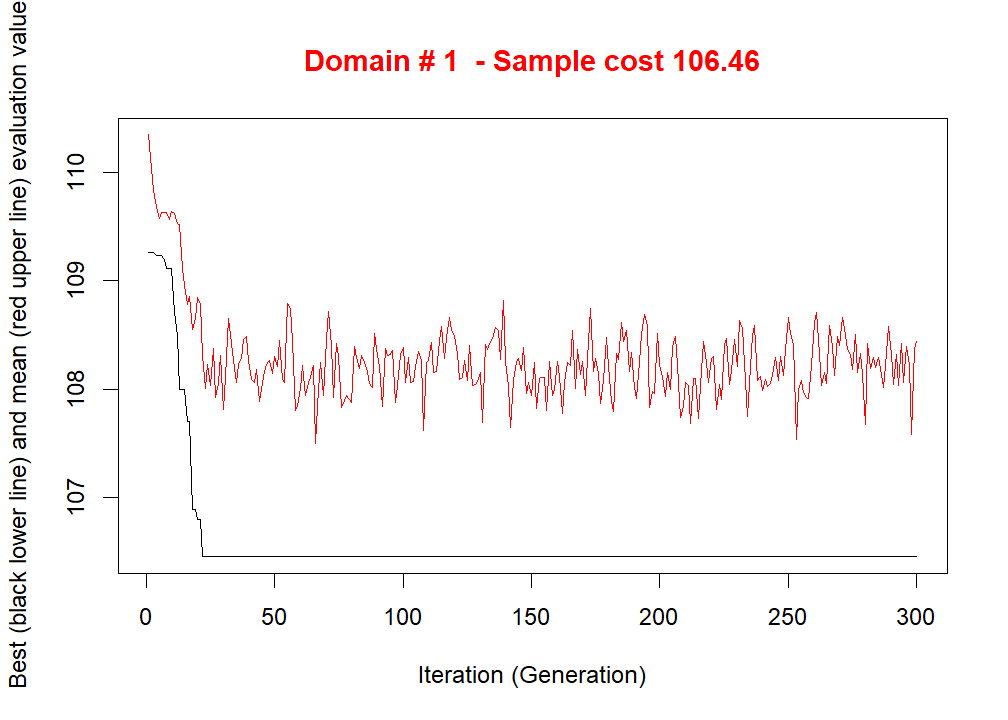 Domain # 1  - Sample cost 106.46
Best (black lower line) and mean (red upper line) evaluation value
110
109
108
107
0 50 100 150 200 250 300
Iteration (Generation)